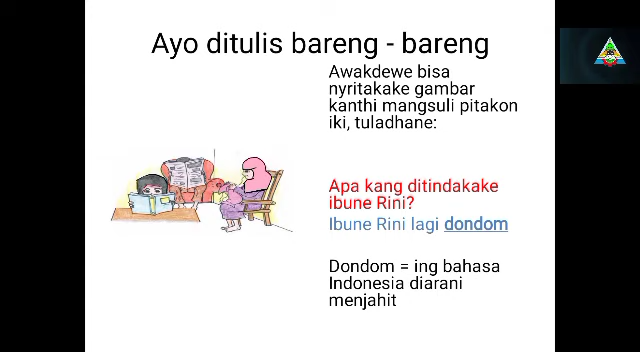 Ayo ditulis bareng - bareng
Awakdewe bisa
nyritakake gambar
kanthi mangsuli pitakon
iki, tuladhane:
Apa kang ditindakake
ibune Rini?
Ibune Rini lagi dondom
Dondom = ing bahasa
Indonesia diarani
menjahit